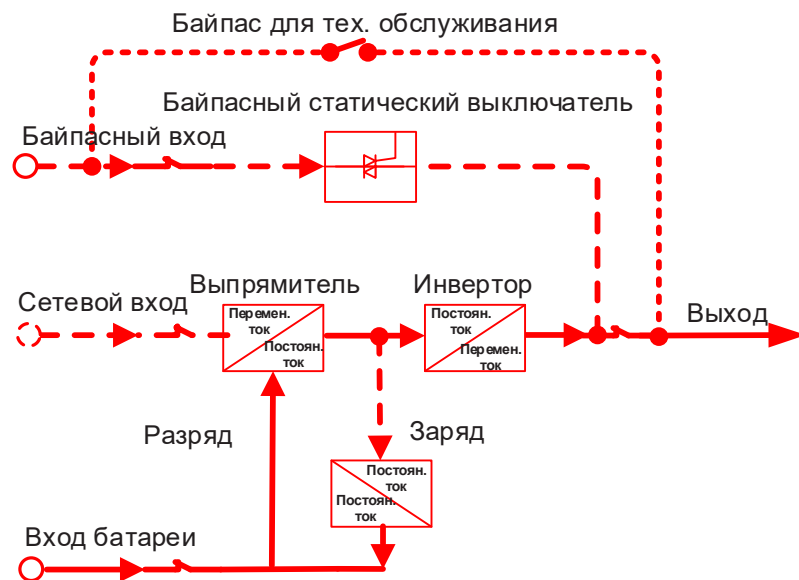 Байпас для тех. обслуживания
Байпасный статический выключатель
Байпасный вход
Выпрямитель
Инвертор
Сетевой вход
Выход
Перемен.
ток
Постоян.
ток
Постоян.
ток
Перемен.
ток
Разряд
Заряд
Постоян.
ток
Постоян.
ток
Вход батареи